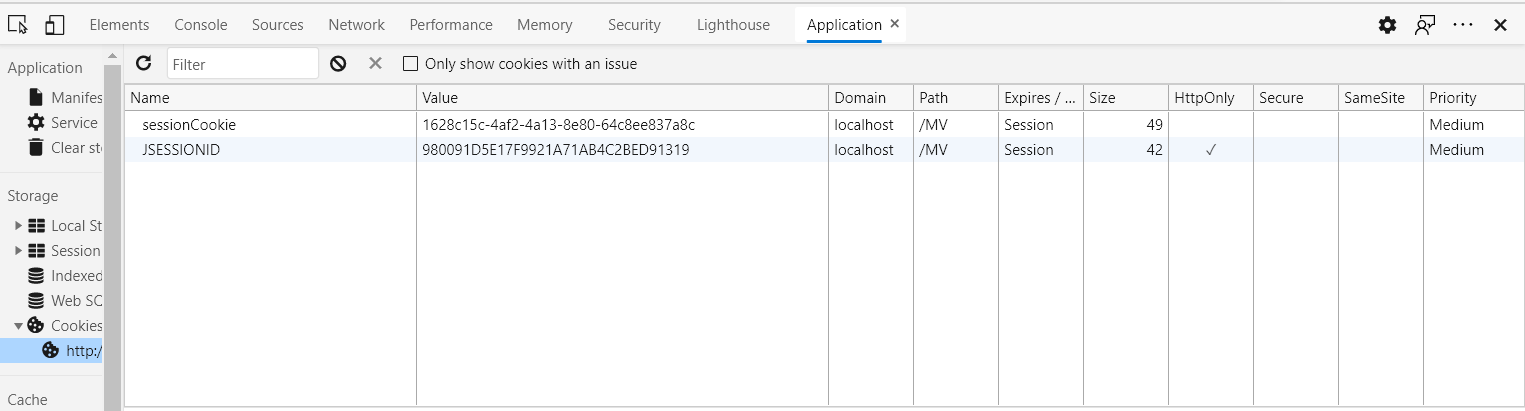 Elements Console Sources Network Performance Memory Security Lighthouse Application
Filter Only show cookies with an issue
Application
Manifes
Service
Clear sto
Storage
Local St
Session
Indexed
Web SQ
Cookies
http:/
Cache
Name Value Domain Path Expires / ... Size HttpOnly Secure SameSite Priority
sessionCookie 1628c15c-4af2-4a13-8e80-64c8ee837a8c localhost /MV Session 49 Medium
JSESSIONID 980091D5E17F9921A71AB4C2BED91319 localhost /MV Session 42 ✓ Medium